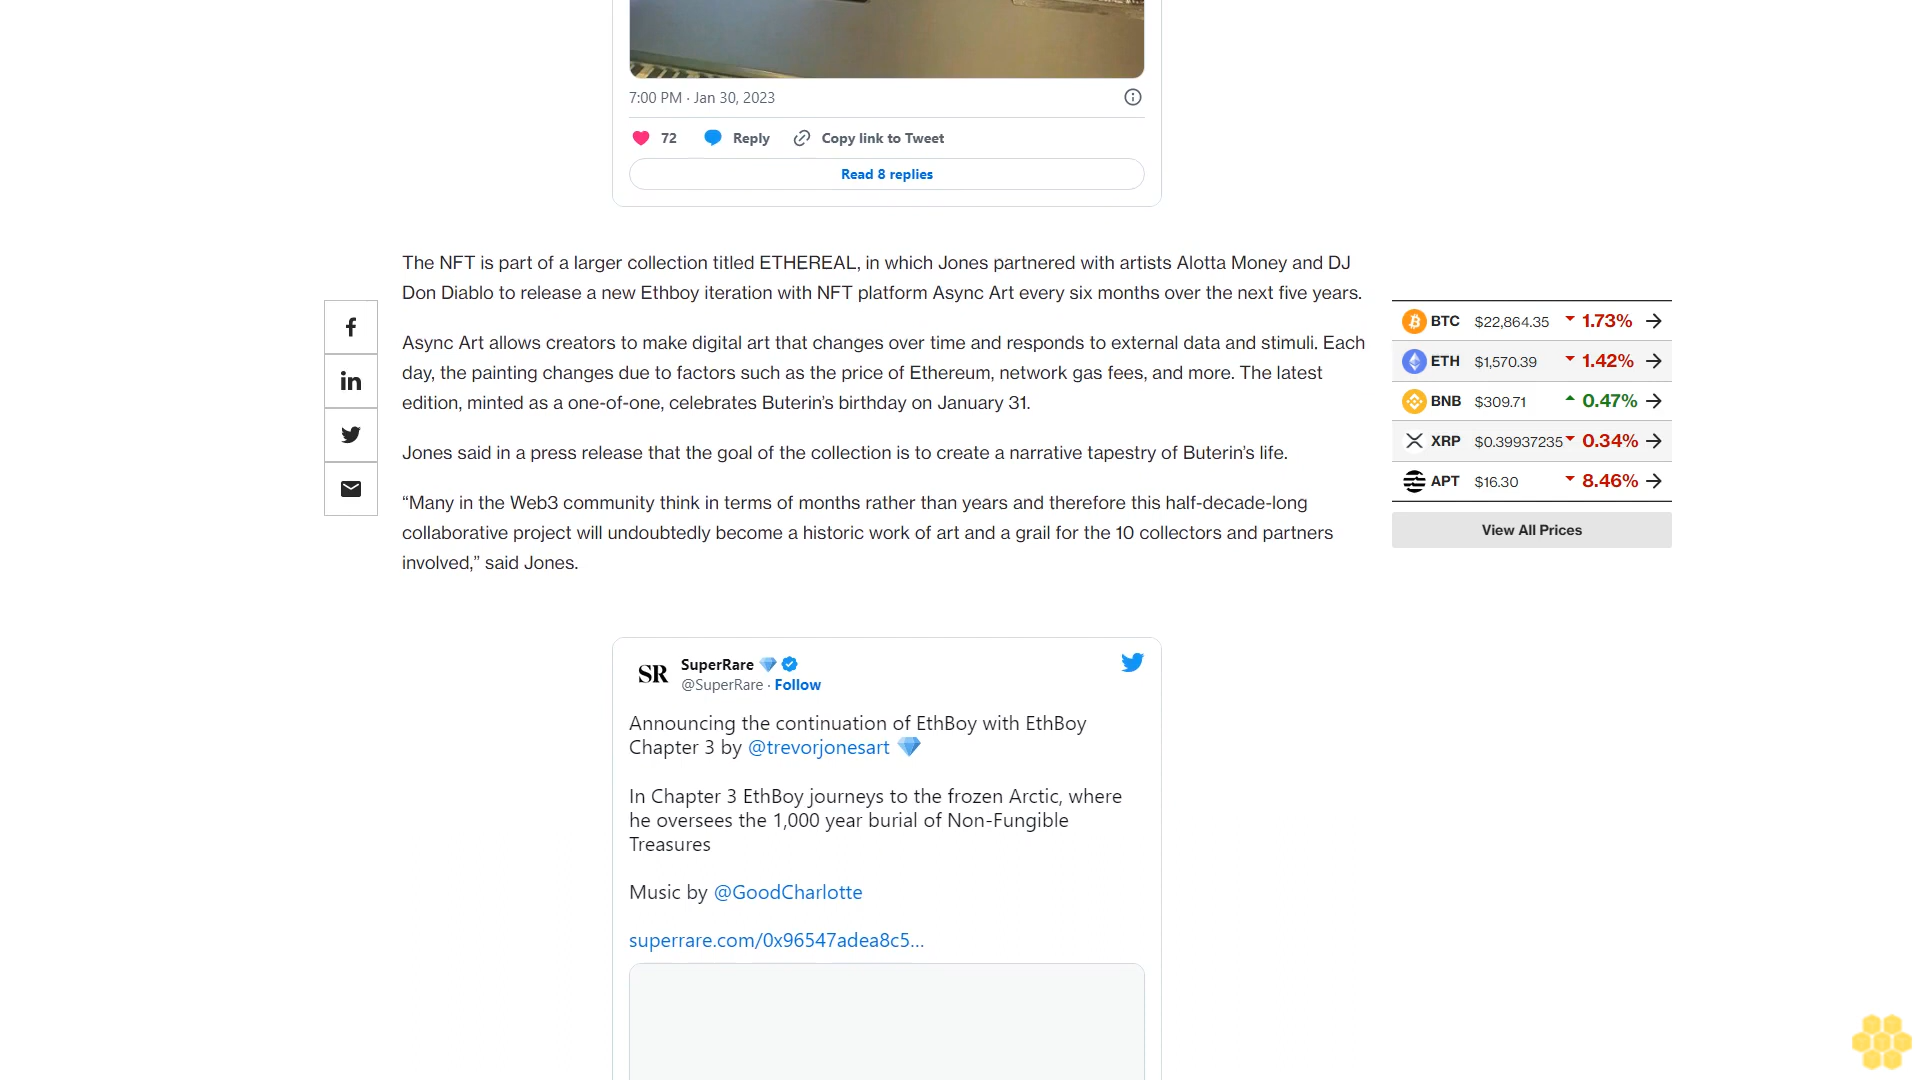 7:00 PM · Jan 30, 2023
72 Reply Copy link to Tweet
Read 8 replies
The NFT is part of a larger collection titled ETHEREAL, in which Jones partnered with artists Alotta Money and DJ
Don Diablo to release a new Ethboy iteration with NFT platform Async Art every six months over the next five years.
Async Art allows creators to make digital art that changes over time and responds to external data and stimuli. Each
day, the painting changes due to factors such as the price of Ethereum, network gas fees, and more. The latest
edition, minted as a one-of-one, celebrates Buterin’s birthday on January 31.
Jones said in a press release that the goal of the collection is to create a narrative tapestry of Buterin’s life.
“Many in the Web3 community think in terms of months rather than years and therefore this half-decade-long
collaborative project will undoubtedly become a historic work of art and a grail for the 10 collectors and partners
involved,” said Jones.
BTC $22,864.35 1.73%
ETH $1,570.39 1.42%
BNB $309.71 0.47%
XRP $0.39937235 0.34%
APT $16.30 8.46%
View All Prices
SR
SuperRare
@SuperRare · Follow
Announcing the continuation of EthBoy with EthBoy
Chapter 3 by @trevorjonesart
In Chapter 3 EthBoy journeys to the frozen Arctic, where
he oversees the 1,000 year burial of Non-Fungible
Treasures
Music by @GoodCharlotte
superrare.com/0x96547adea8c5…